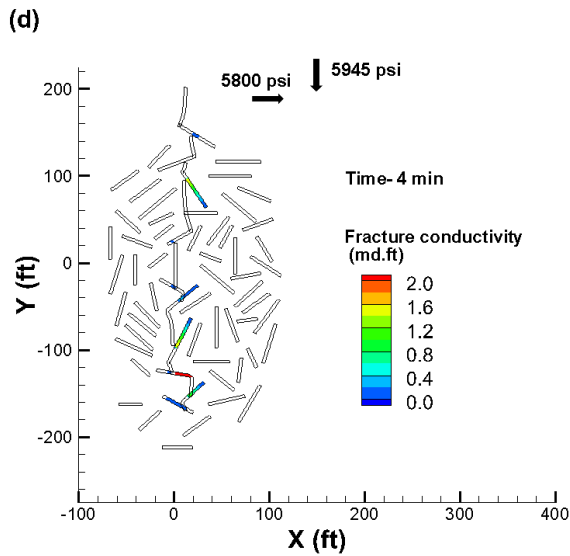 (d)
5800 psi
5945 psi
Time- 4 min
Fracture conductivity
(md.ft)
2.0
1.6
1.2
0.8
0.4
0.0
Y (ft)
200
100
0
-100
-200
-100 0 100 200 300 400
X (ft)